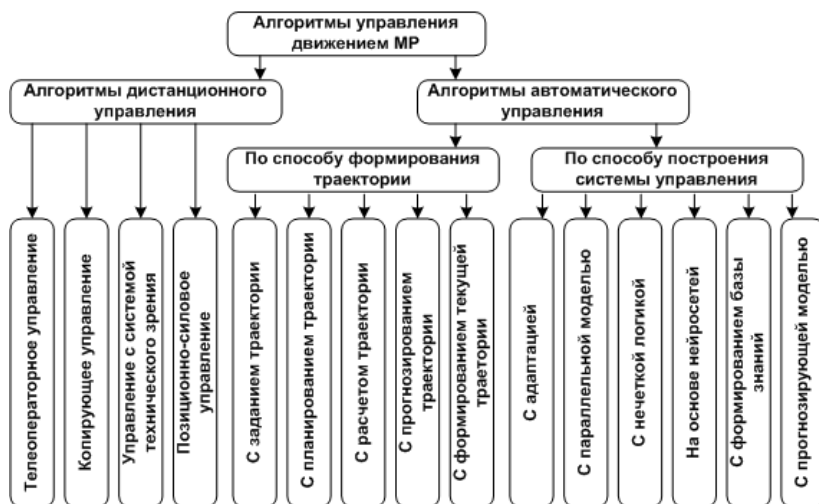 Алгоритмы управления
движением МР
Алгоритмы дистанционного
управления
Алгоритмы автоматического
управления
По способу формирования
траектории
По способу построения
системы управления
Телеоператорное управление
Копирующее управление
Управление с системой
технического зрения
Позиционно-силовое
управление
С заданием траектории
С планированием траектории
С расчетом траектории
С прогнозированием
траектории
С формированием текущей
траетории
С адаптацией
С параллельной моделью
С нечеткой логикой
На основе нейросетей
С формированием базы
знаний
С прогнозирующей моделью